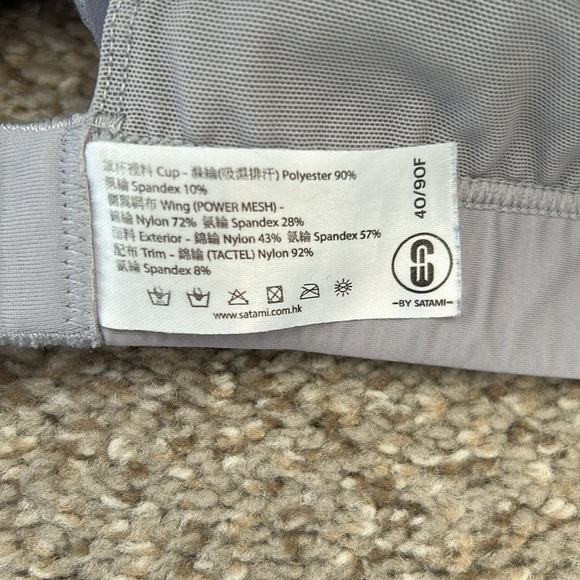 罩杯裡料 Cup - 滌綸(吸濕排汗) Polyester 90%
氨綸 Spandex 10%
側翼網布 Wing (POWER MESH) -
錦綸 Nylon 72% 氨綸 Spandex 28%
面料 Exterior - 錦綸 Nylon 43% 氨綸 Spandex 57%
配布 Trim - 錦綸 (TACTEL) Nylon 92%
氨綸 Spandex 8%
www.satami.com.hk
40/90F
-BY SATAMI-